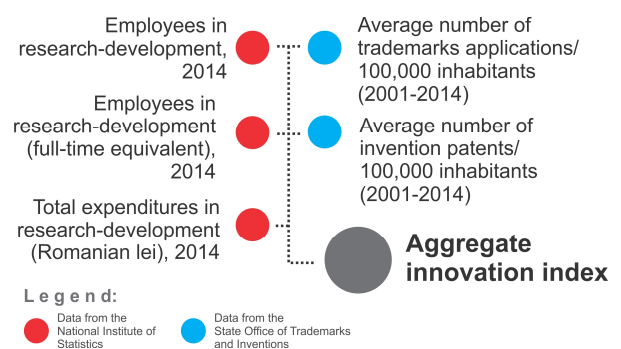 Employees in
research-development,
2014
Average number of
trademarks applications/
100,000 inhabitants
(2001-2014)
Employees in
research-development
(full-time equivalent),
2014
Average number of
invention patents/
100,000 inhabitants
(2001-2014)
Total expenditures in
research-development
(Romanian lei), 2014
Aggregate
innovation index
Legend:
Data from the
National Institute of
Statistics
Data from the
State Office of Trademarks
and Inventions